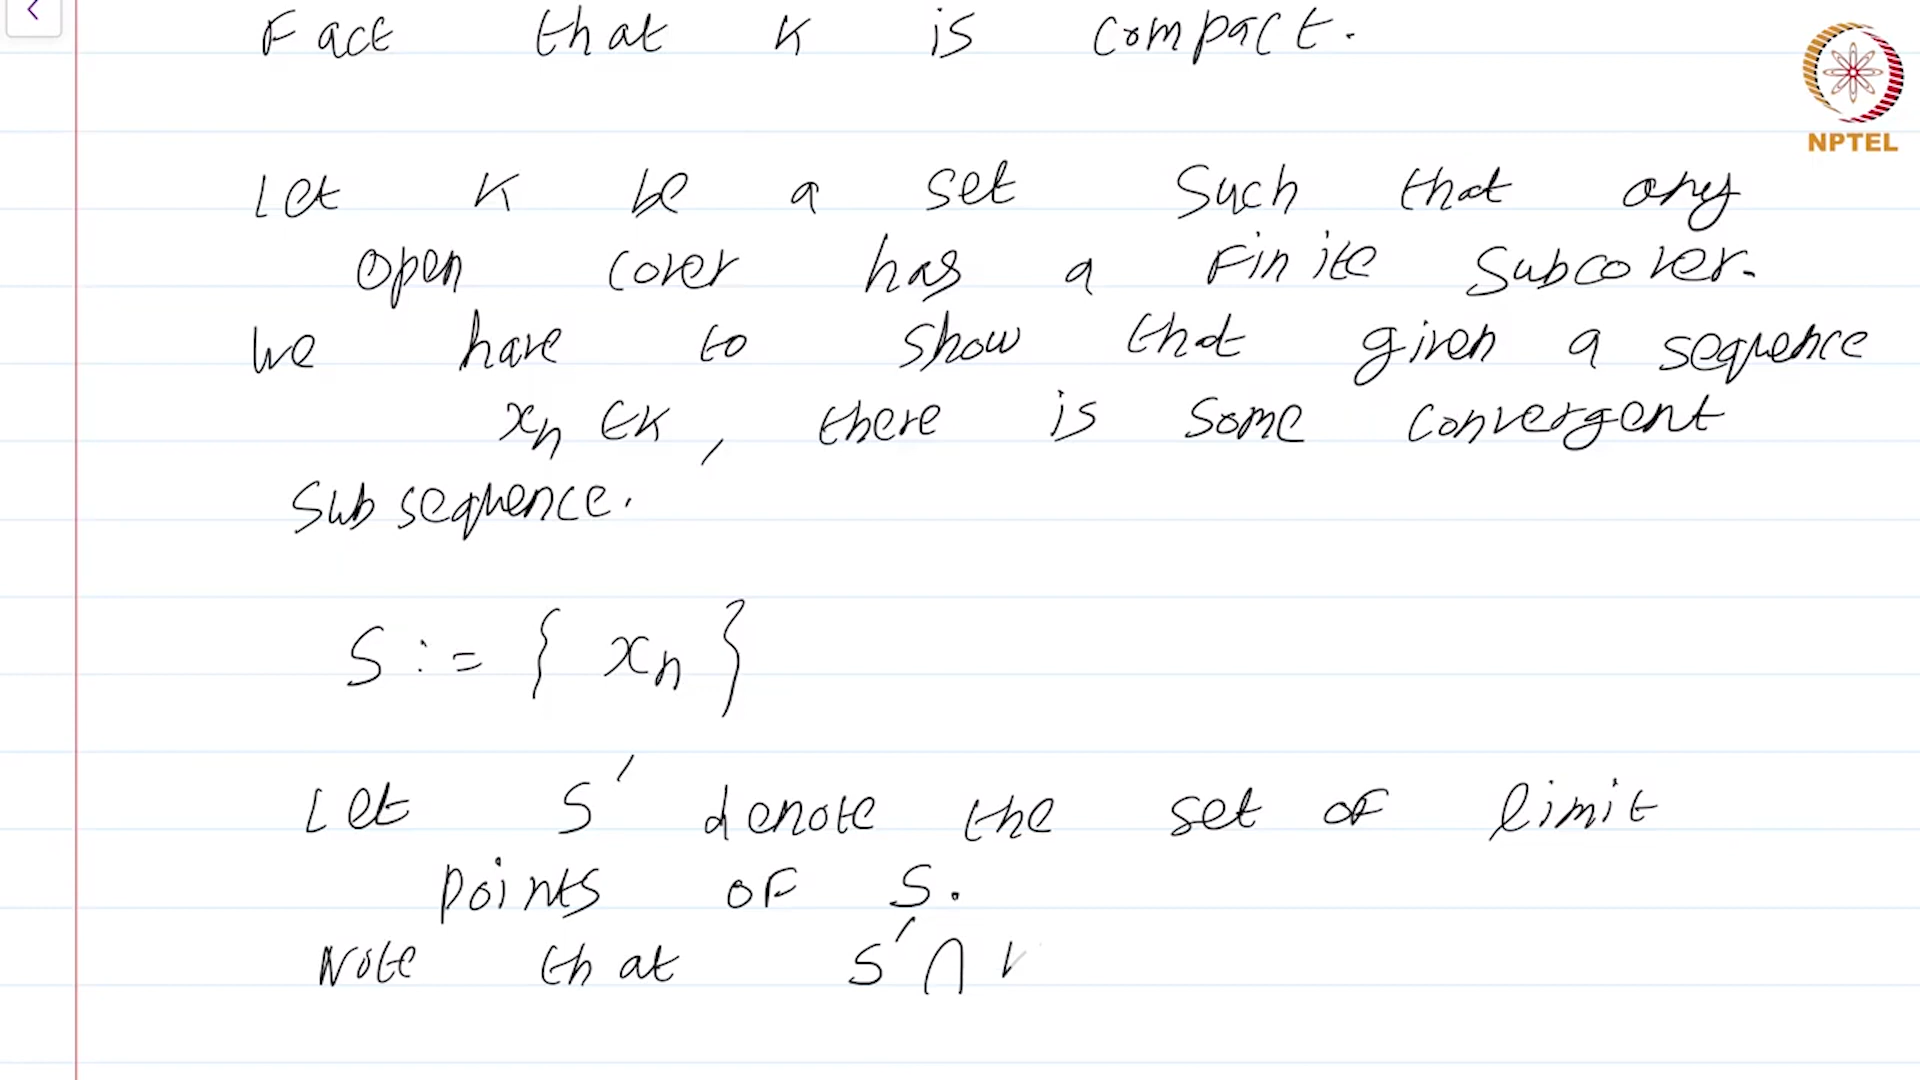 Fact that K is compact.
NPTEL
Let K be a set such that any
open cover has a finite subcover.
We have to show that given a sequence
xₙ ∈ K, there is some convergent
subsequence.
S := { xₙ }
Let S′ denote the set of limit
points of S.
Note that S′ ∩